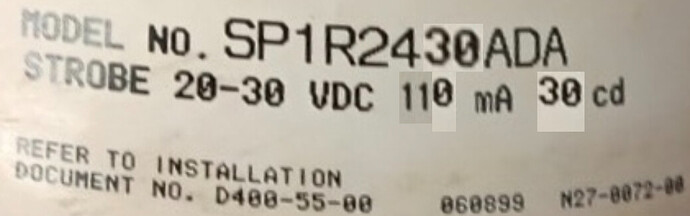 MODEL NO. SP1R2430ADA
STROBE 20-30 VDC 110 mA 30 cd
REFER TO INSTALLATION
DOCUMENT NO. D400-55-00 060899 N27-0072-00